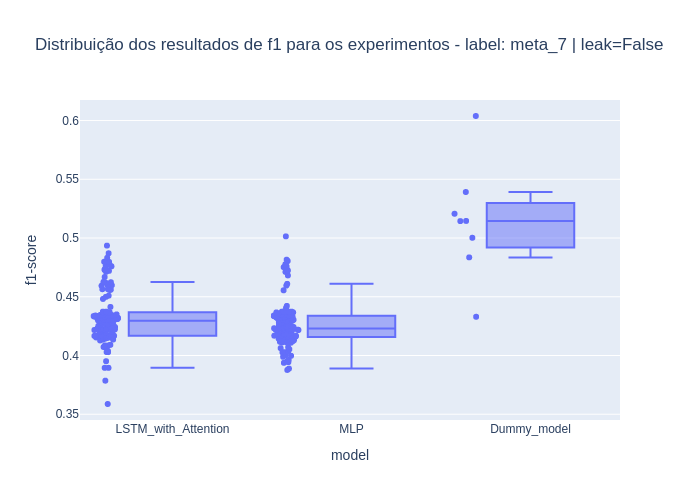 Distribuição dos resultados de f1 para os experimentos - label: meta_7 | leak=False
0.6
0.55
0.5
0.45
0.4
0.35
f1-score
LSTM_with_Attention
MLP
Dummy_model
model